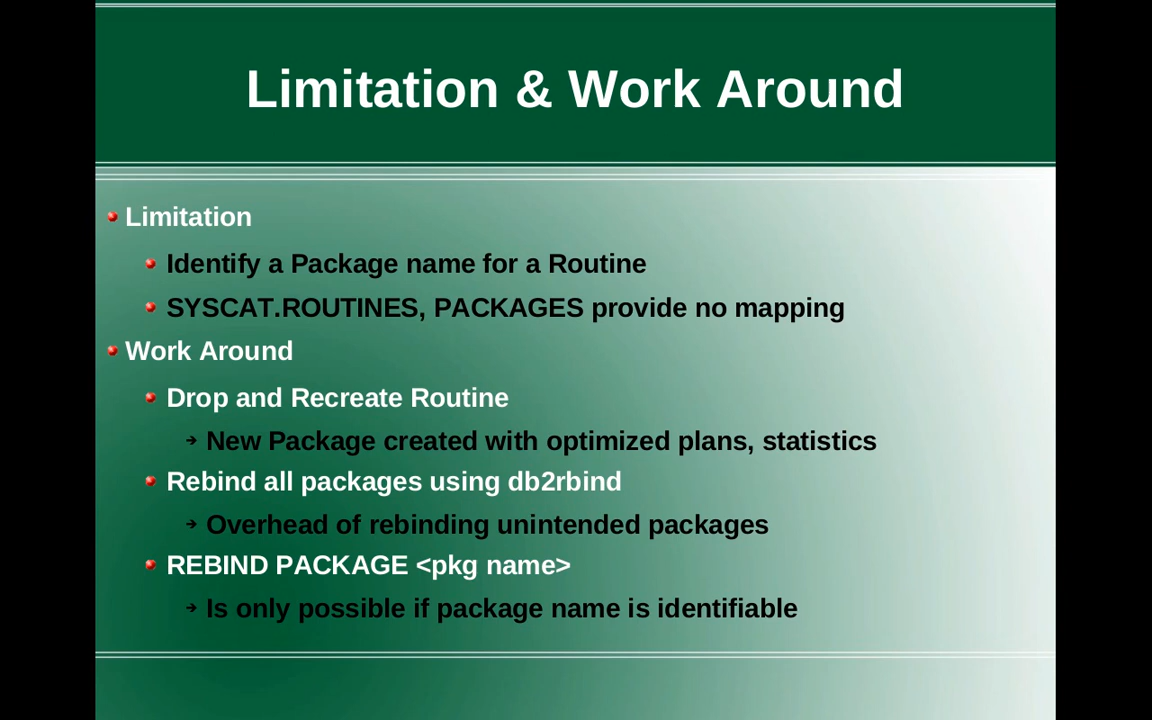 Limitation & Work Around
Limitation
Identify a Package name for a Routine
SYSCAT.ROUTINES, PACKAGES provide no mapping
Work Around
Drop and Recreate Routine
New Package created with optimized plans, statistics
Rebind all packages using db2rbind
Overhead of rebinding unintended packages
REBIND PACKAGE <pkg name>
Is only possible if package name is identifiable